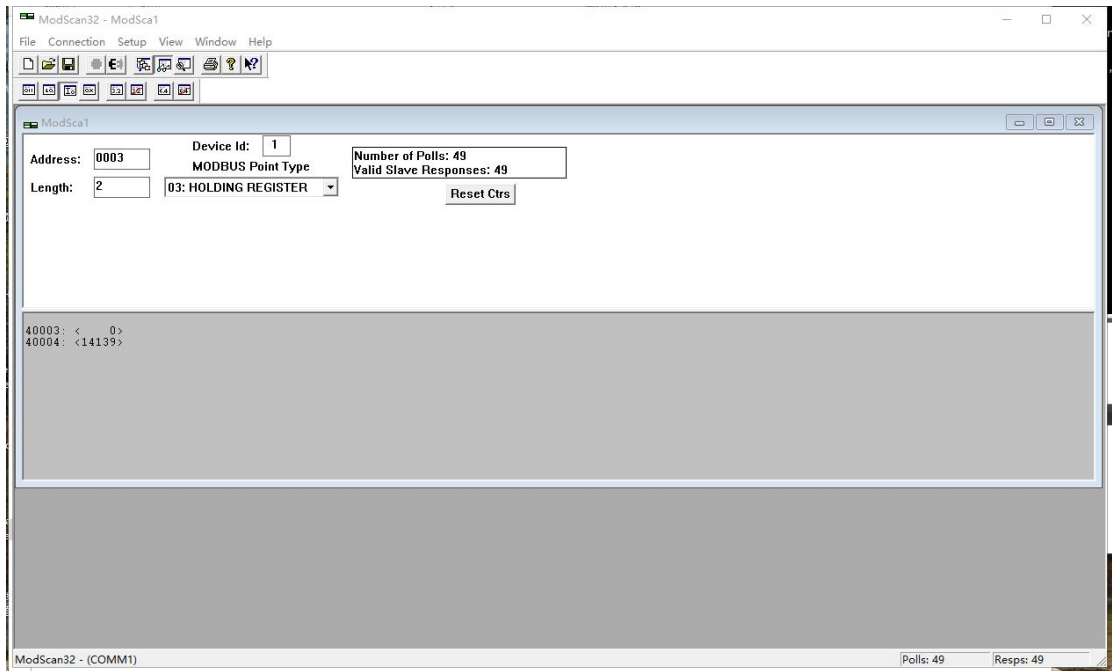 ModScan32 - ModSca1
File Connection Setup View Window Help
ModSca1
Address: 0003
Device Id: 1
MODBUS Point Type
Length: 2
03: HOLDING REGISTER
Number of Polls: 49
Valid Slave Responses: 49
Reset Ctrs
40003: <    0>
40004: <14139>
ModScan32 - (COMM1)
Polls: 49
Resps: 49